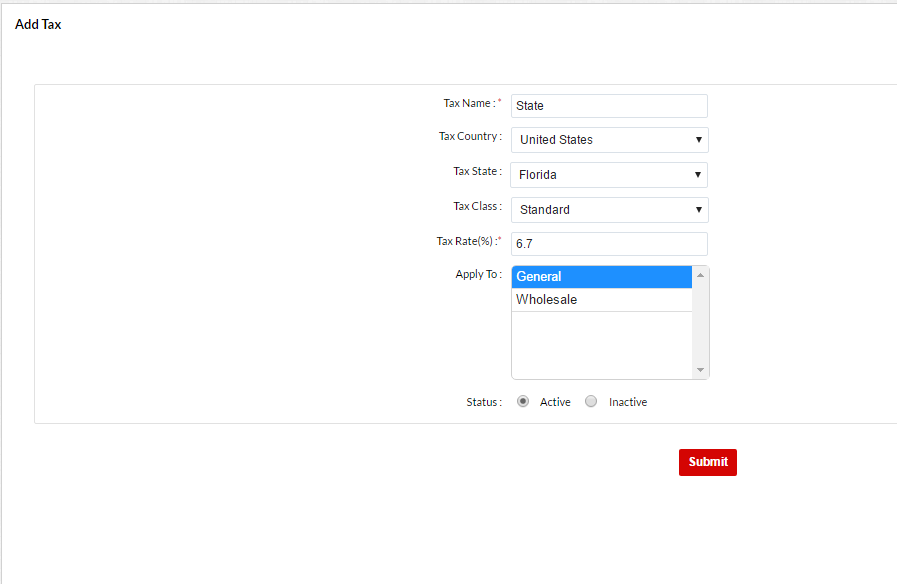 Add Tax
Tax Name : * State
Tax Country : United States
Tax State : Florida
Tax Class : Standard
Tax Rate(%) :* 6.7
Apply To : General
Wholesale
Status : Active Inactive
Submit